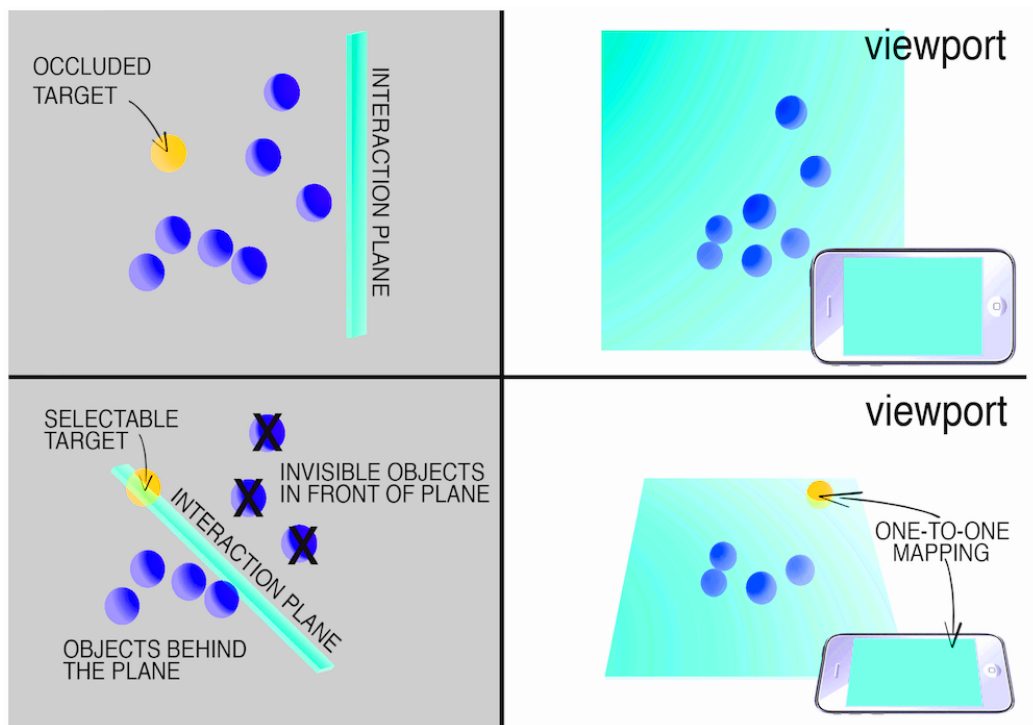 OCCLUDED
TARGET
INTERACTION PLANE
viewport
SELECTABLE
TARGET
INVISIBLE OBJECTS
IN FRONT OF PLANE
INTERACTION PLANE
OBJECTS BEHIND
THE PLANE
viewport
ONE-TO-ONE
MAPPING
X
X
X